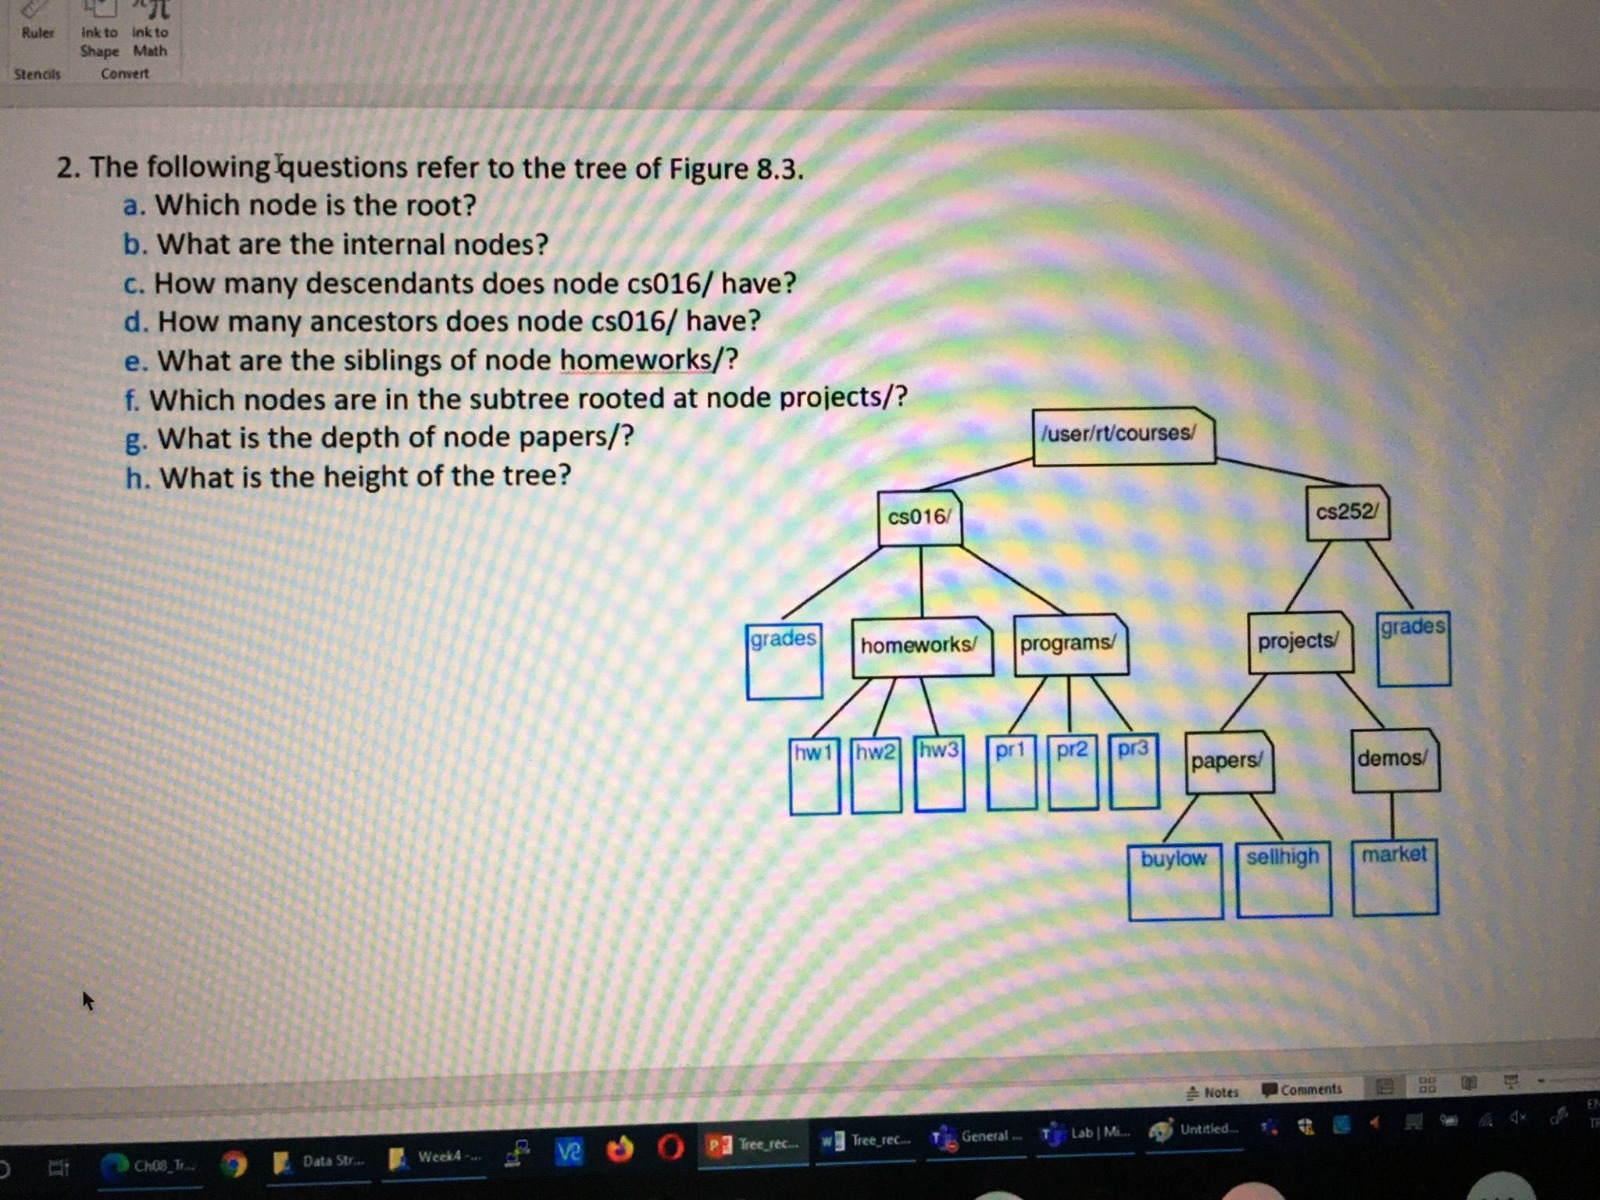 Ruler
Ink to Ink to
Shape Math
Stencils
Convert
2. The following questions refer to the tree of Figure 8.3.
a. Which node is the root?
b. What are the internal nodes?
c. How many descendants does node cs016/ have?
d. How many ancestors does node cs016/ have?
e. What are the siblings of node homeworks/?
f. Which nodes are in the subtree rooted at node projects/?
g. What is the depth of node papers/?
h. What is the height of the tree?
/user/rt/courses/
cs016/
cs252/
grades
homeworks/
programs/
projects/
grades
hw1
hw2
hw3
pr1
pr2
pr3
papers/
demos/
buylow
sellhigh
market
Notes
Comments
Ch08_Tr...
Data Str...
Week4 -...
Tree_rec...
Tree_rec...
General ...
Lab | Mi...
Untitled...